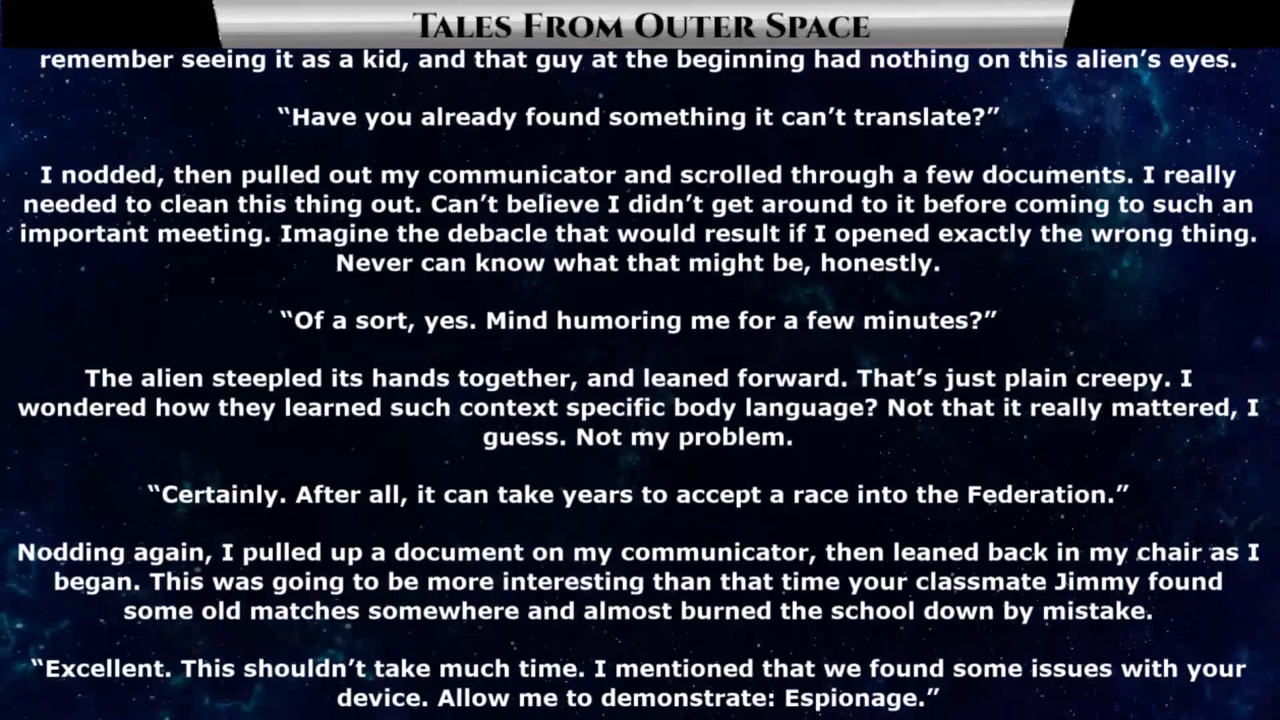 Tales From Outer Space
remember seeing it as a kid, and that guy at the beginning had nothing on this alien’s eyes.
“Have you already found something it can’t translate?”
I nodded, then pulled out my communicator and scrolled through a few documents. I really
needed to clean this thing out. Can’t believe I didn’t get around to it before coming to such an
important meeting. Imagine the debacle that would result if I opened exactly the wrong thing.
Never can know what that might be, honestly.
“Of a sort, yes. Mind humoring me for a few minutes?”
The alien steepled its hands together, and leaned forward. That’s just plain creepy. I
wondered how they learned such context specific body language? Not that it really mattered, I
guess. Not my problem.
“Certainly. After all, it can take years to accept a race into the Federation.”
Nodding again, I pulled up a document on my communicator, then leaned back in my chair as I
began. This was going to be more interesting than that time your classmate Jimmy found
some old matches somewhere and almost burned the school down by mistake.
“Excellent. This shouldn’t take much time. I mentioned that we found some issues with your
device. Allow me to demonstrate: Espionage.”